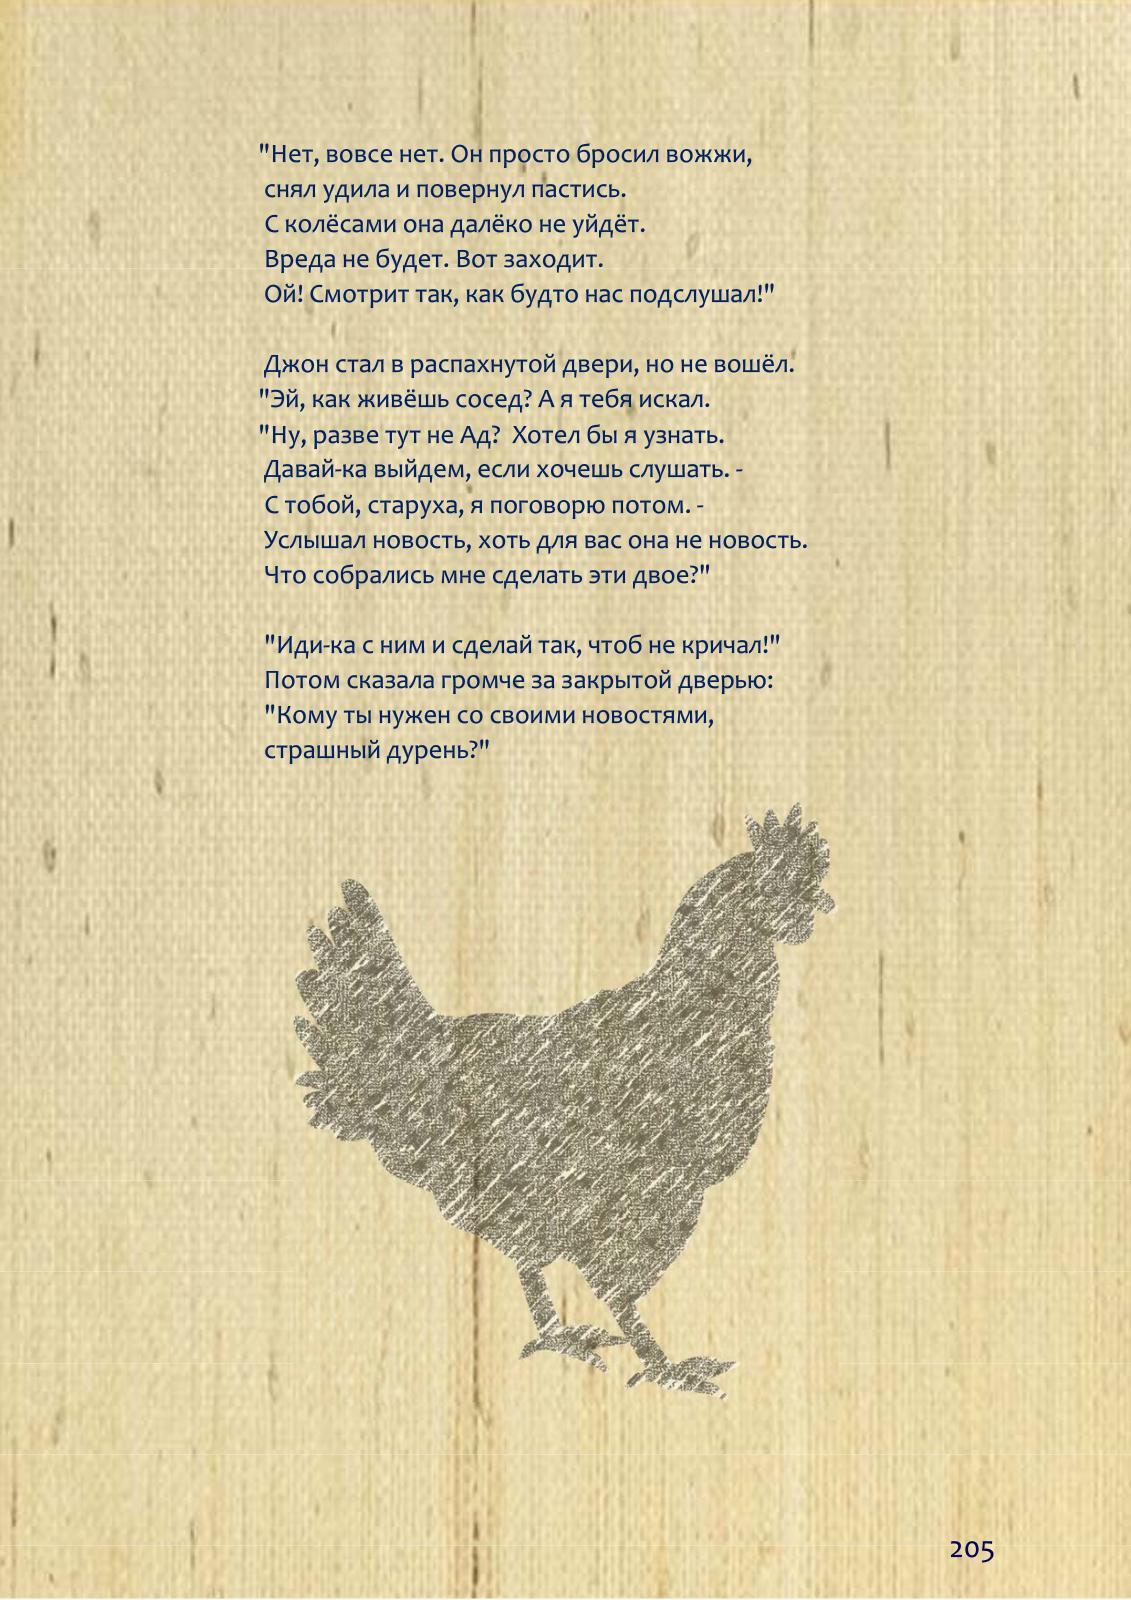 "Нет, вовсе нет. Он просто бросил вожжи,
снял удила и повернул пастись.
С колёсами она далёко не уйдёт.
Вреда не будет. Вот заходит.
Ой! Смотрит так, как будто нас подслушал!"
Джон стал в распахнутой двери, но не вошёл.
"Эй, как живёшь сосед? А я тебя искал.
"Ну, разве тут не Ад?  Хотел бы я узнать.
Давай-ка выйдем, если хочешь слушать. -
С тобой, старуха, я поговорю потом. -
Услышал новость, хоть для вас она не новость.
Что собрались мне сделать эти двое?"
"Иди-ка с ним и сделай так, чтоб не кричал!"
Потом сказала громче за закрытой дверью:
"Кому ты нужен со своими новостями,
страшный дурень?"
205